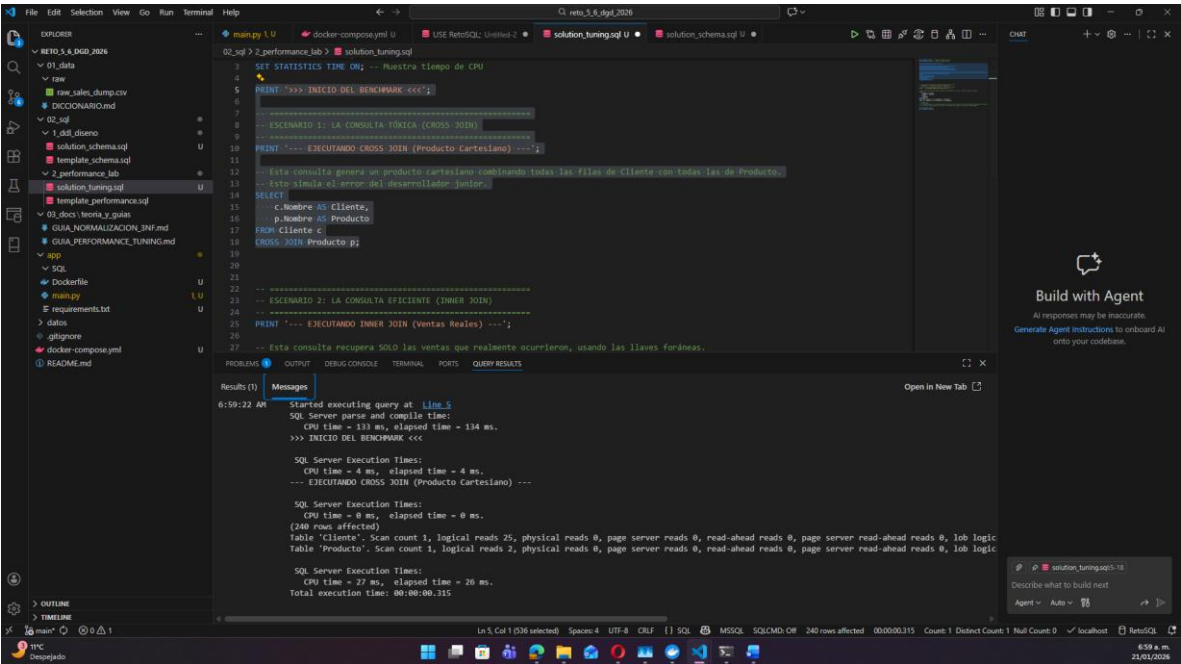 File Edit Selection View Go Run Terminal Help
reto_5_6_dgd_2026
EXPLORER
RETO_5_6_DGD_2026
01_data
raw
raw_sales_dump.csv
DICCIONARIO.md
02_sql
1_ddl_diseno
solution_schema.sql U
template_schema.sql
2_performance_lab
solution_tuning.sql U
template_performance.sql
03_docs \ teoria_y_guias
GUIA_NORMALIZACION_3NF.md
GUIA_PERFORMANCE_TUNING.md
app
SQL
Dockerfile U
main.py 1, U
requirements.txt U
datos
.gitignore
docker-compose.yml U
README.md
OUTLINE
TIMELINE
main.py 1, U docker-compose.yml U USE RetoSQL; Untitled-2 solution_tuning.sql U solution_schema.sql U
02_sql > 2_performance_lab > solution_tuning.sql
3 SET STATISTICS TIME ON; -- Muestra tiempo de CPU
4
5 PRINT '>>> INICIO DEL BENCHMARK <<<';
6
7 -- ==================================================
8 -- ESCENARIO 1: LA CONSULTA TÓXICA (CROSS JOIN)
9 -- ==================================================
10 PRINT '--- EJECUTANDO CROSS JOIN (Producto Cartesiano) ---';
11
12 -- Esta consulta genera un producto cartesiano combinando todas las filas de Cliente con todas las de Producto.
13 -- Esto simula el error del desarrollador junior.
14 SELECT
15 c.Nombre AS Cliente,
16 p.Nombre AS Producto
17 FROM Cliente c
18 CROSS JOIN Producto p;
19
20
21
22 -- ==================================================
23 -- ESCENARIO 2: LA CONSULTA EFICIENTE (INNER JOIN)
24 -- ==================================================
25 PRINT '--- EJECUTANDO INNER JOIN (Ventas Reales) ---';
26
27 -- Esta consulta recupera SOLO las ventas que realmente ocurrieron, usando las llaves foráneas.
PROBLEMS 1 OUTPUT DEBUG CONSOLE TERMINAL PORTS QUERY RESULTS
Results (1) Messages Open in New Tab
6:59:22 AM Started executing query at Line 5
SQL Server parse and compile time:
CPU time = 133 ms, elapsed time = 134 ms.
>>> INICIO DEL BENCHMARK <<<
SQL Server Execution Times:
CPU time = 4 ms, elapsed time = 4 ms.
--- EJECUTANDO CROSS JOIN (Producto Cartesiano) ---
SQL Server Execution Times:
CPU time = 0 ms, elapsed time = 0 ms.
(240 rows affected)
Table 'Cliente'. Scan count 1, logical reads 25, physical reads 0, page server reads 0, read-ahead reads 0, page server read-ahead reads 0, lob logic
Table 'Producto'. Scan count 1, logical reads 2, physical reads 0, page server reads 0, read-ahead reads 0, page server read-ahead reads 0, lob logic
SQL Server Execution Times:
CPU time = 27 ms, elapsed time = 26 ms.
Total execution time: 00:00:00.315
CHAT
Build with Agent
AI responses may be inaccurate.
Generate Agent Instructions to onboard AI
onto your codebase.
solution_tuning.sql:5-18
Describe what to build next
Agent Auto
main* 0 1 Ln 5, Col 1 (536 selected) Spaces: 4 UTF-8 CRLF {} SQL MSSQL SQLCMD: Off 240 rows affected 00:00:00.315 Count: 1 Distinct Count: 1 Null Count: 0 localhost RetoSQL
11°C
Despejado
6:59 a. m.
21/01/2026